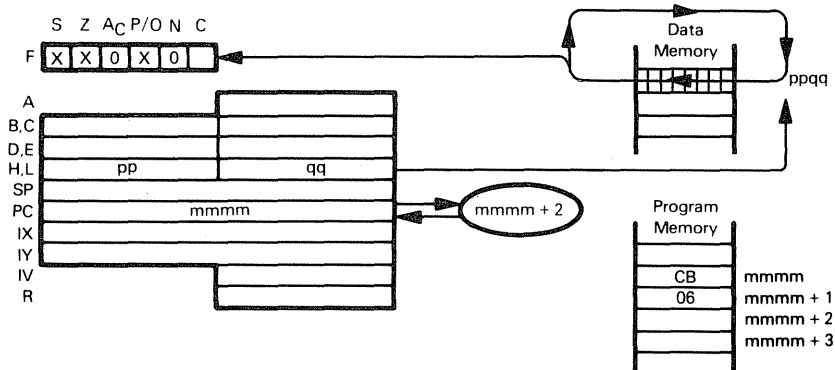 S Z AC P/O N C
F X X 0 X 0
Data
Memory
ppqq
A
B,C
D,E
H,L pp qq
SP
PC mmmm mmmm + 2
IX
IY
IV
R
Program
Memory
CB mmmm
06 mmmm + 1
mmmm + 2
mmmm + 3